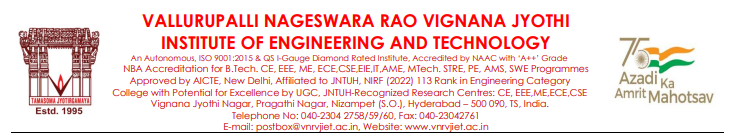 VALLURUPALLI NAGESWARA RAO VIGNANA JYOTHI
INSTITUTE OF ENGINEERING AND TECHNOLOGY
An Autonomous, ISO 9001:2015 & QS I-Gauge Diamond Rated Institute, Accredited by NAAC with ‘A++’ Grade
NBA Accreditation for B.Tech. CE, EEE, ME, ECE,CSE,EIE,IT,AME, MTech. STRE, PE, AMS, SWE Programmes
Approved by AICTE, New Delhi, Affiliated to JNTUH, NIRF (2022) 113 Rank in Engineering Category
College with Potential for Excellence by UGC, JNTUH-Recognized Research Centres: CE, EEE,ME,ECE,CSE
Vignana Jyothi Nagar, Pragathi Nagar, Nizampet (S.O.), Hyderabad – 500 090, TS, India.
Telephone No: 040-2304 2758/59/60, Fax: 040-23042761
E-mail: postbox@vnrvjiet.ac.in, Website: www.vnrvjiet.ac.in
TAMASOMA JYOTIRGAMAYA
Estd. 1995
75
Azadi Ka
Amrit Mahotsav